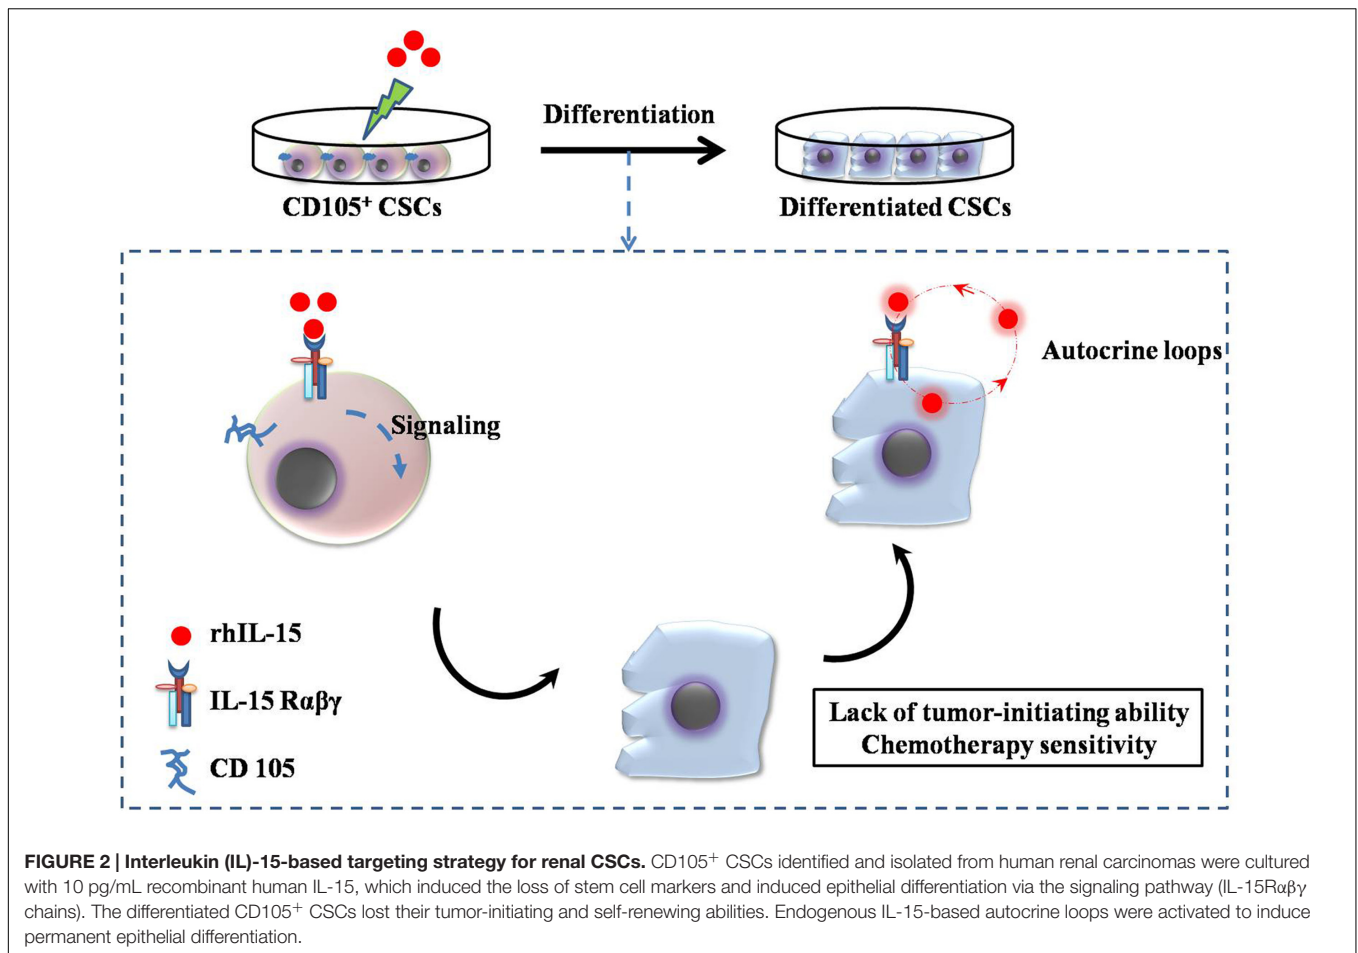 Differentiation
CD105⁺ CSCs
Differentiated CSCs
Autocrine loops
Signaling
rhIL-15
IL-15 Rαβγ
CD 105
Lack of tumor-initiating ability
Chemotherapy sensitivity
FIGURE 2 | Interleukin (IL)-15-based targeting strategy for renal CSCs. CD105⁺ CSCs identified and isolated from human renal carcinomas were cultured
with 10 pg/mL recombinant human IL-15, which induced the loss of stem cell markers and induced epithelial differentiation via the signaling pathway (IL-15Rαβγ
chains). The differentiated CD105⁺ CSCs lost their tumor-initiating and self-renewing abilities. Endogenous IL-15-based autocrine loops were activated to induce
permanent epithelial differentiation.